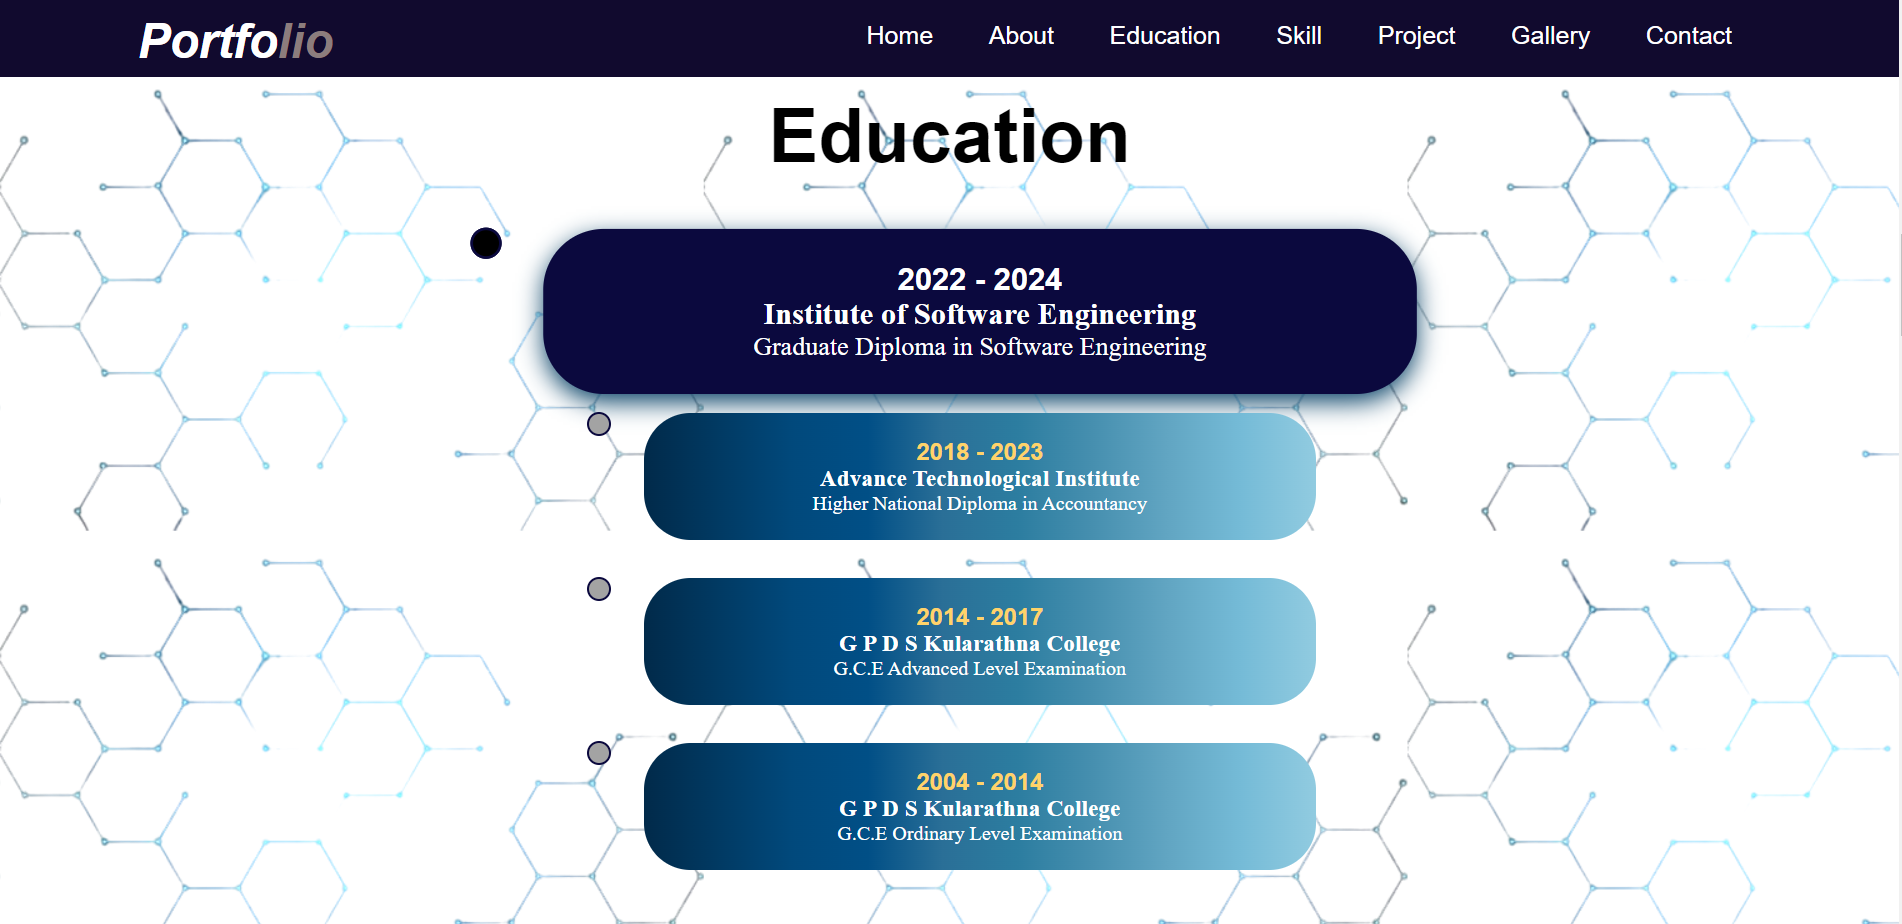 Portfolio
Home About Education Skill Project Gallery Contact
Education
2022 - 2024
Institute of Software Engineering
Graduate Diploma in Software Engineering
2018 - 2023
Advance Technological Institute
Higher National Diploma in Accountancy
2014 - 2017
G P D S Kularathna College
G.C.E Advanced Level Examination
2004 - 2014
G P D S Kularathna College
G.C.E Ordinary Level Examination